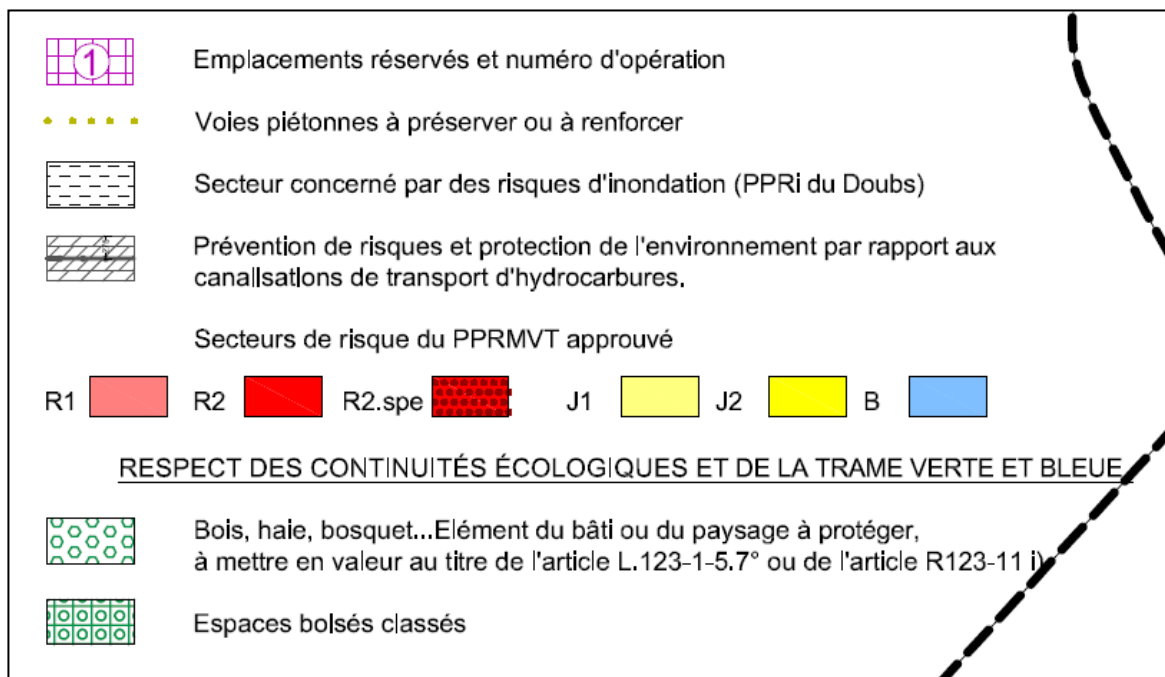 1 Emplacements réservés et numéro d'opération
Voies piétonnes à préserver ou à renforcer
Secteur concerné par des risques d'inondation (PPRi du Doubs)
Prévention de risques et protection de l'environnement par rapport aux
canalisations de transport d'hydrocarbures.
Secteurs de risque du PPRMVT approuvé
R1 R2 R2.spe J1 J2 B
RESPECT DES CONTINUITÉS ÉCOLOGIQUES ET DE LA TRAME VERTE ET BLEUE
Bois, haie, bosquet...Elément du bâti ou du paysage à protéger,
à mettre en valeur au titre de l'article L.123-1-5.7° ou de l'article R123-11 i)
Espaces boisés classés